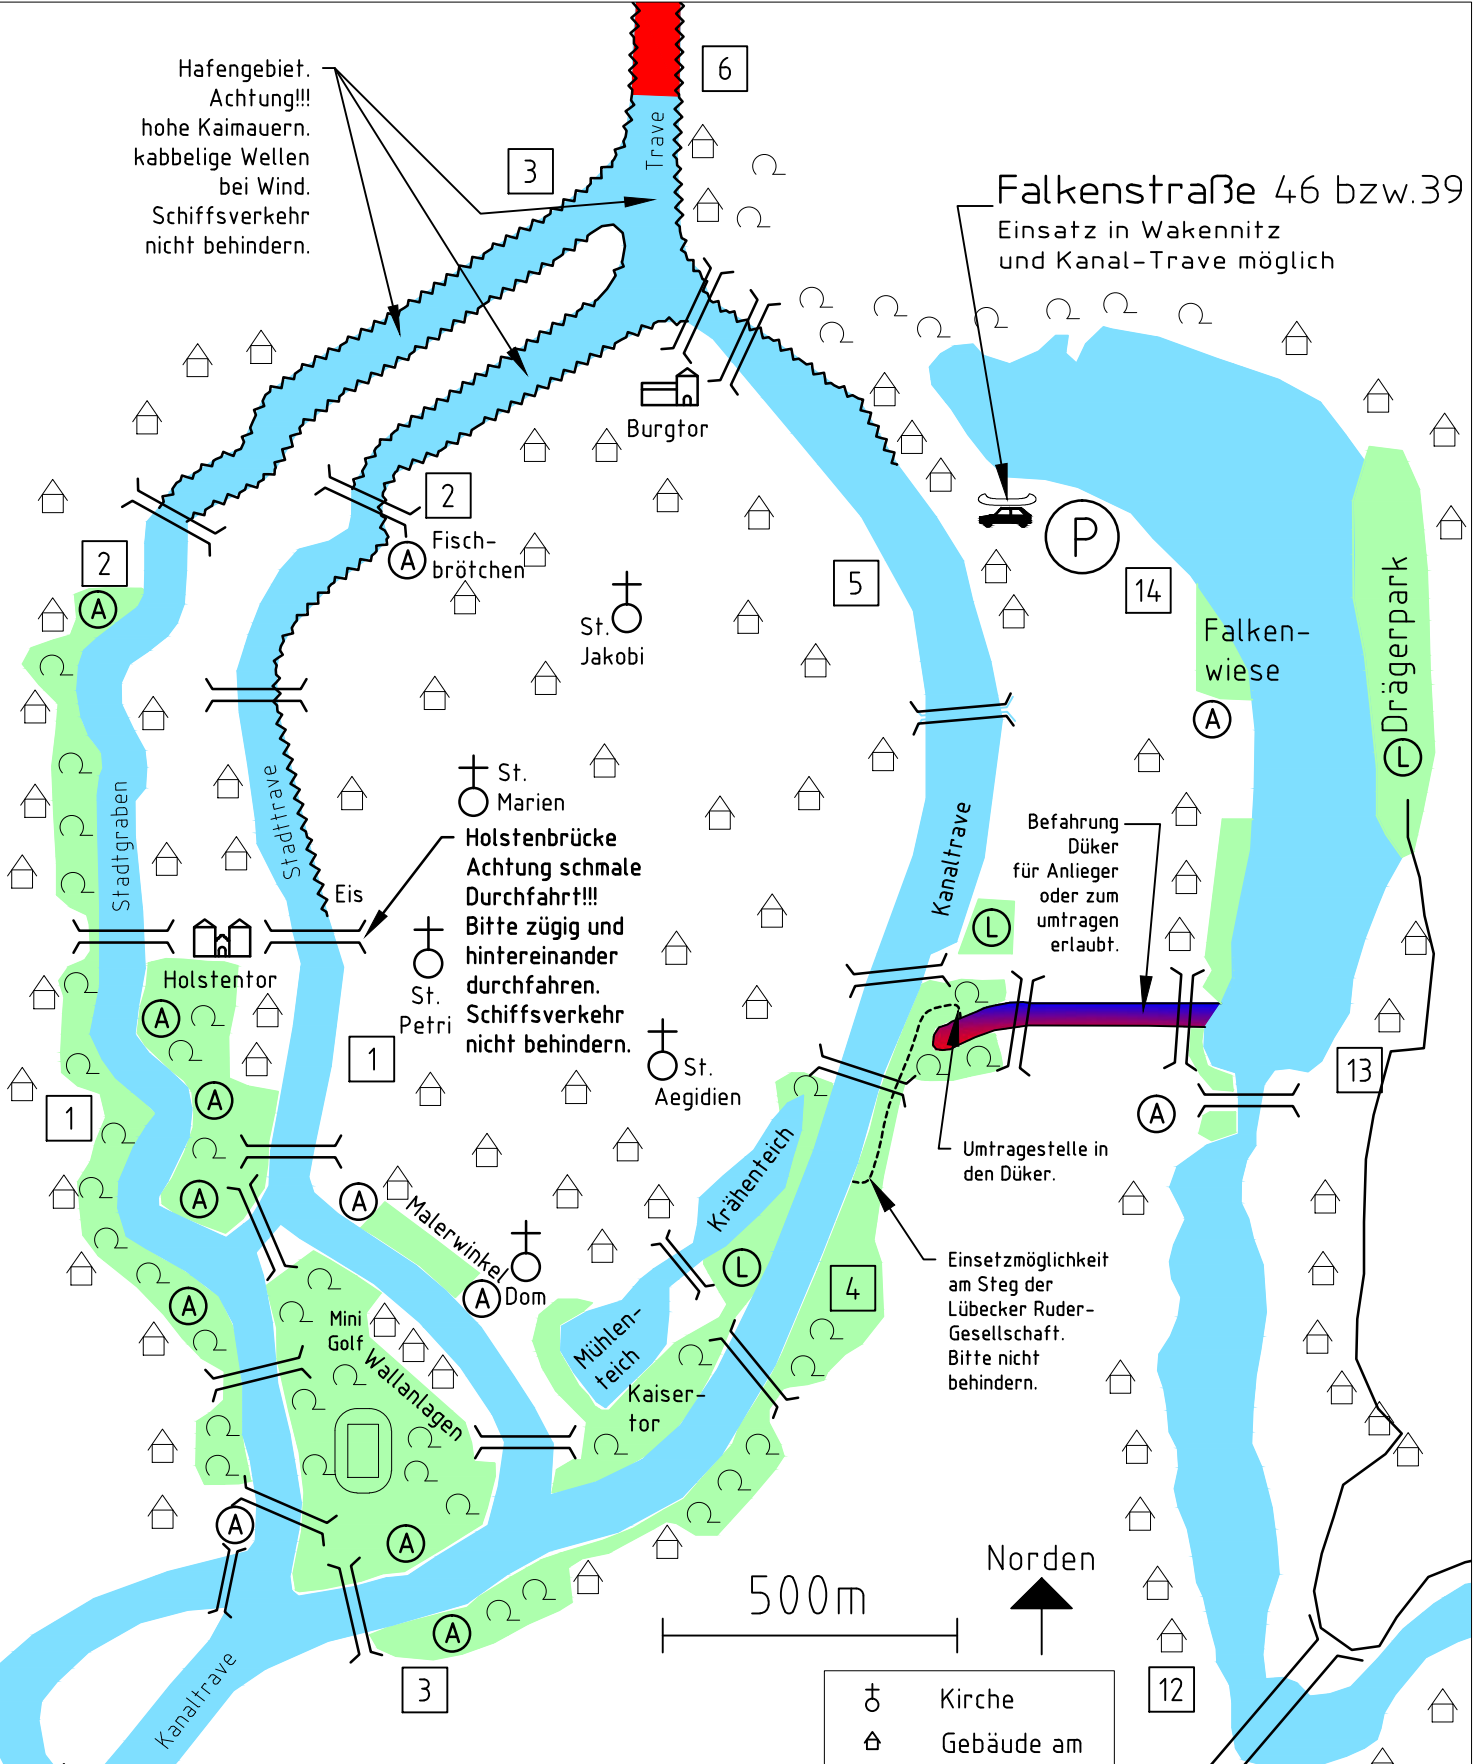 Hafengebiet.
Achtung!!!
hohe Kaimauern.
kabbelige Wellen
bei Wind.
Schiffsverkehr
nicht behindern.
6
3
Trave
Falkenstraße 46 bzw.39
Einsatz in Wakennitz
und Kanal-Trave möglich
Burgtor
2
A
Fisch-
brötchen
P
2
A
5
14
St.
Jakobi
Falken-
wiese
A
Drägerpark
L
Stadtgraben
Stadttrave
St.
Marien
Holstenbrücke
Achtung schmale
Durchfahrt!!!
Bitte zügig und
hintereinander
durchfahren.
Schiffsverkehr
nicht behindern.
Eis
Kanaltrave
Befahrung
Düker
für Anlieger
oder zum
umtragen
erlaubt.
L
Holstentor
St.
Petri
A
1
St.
Aegidien
13
1
A
A
Umtragestelle in
den Düker.
Krähenteich
A
A
Malerwinkel
A
Dom
L
4
Einsetzmöglichkeit
am Steg der
Lübecker Ruder-
Gesellschaft.
Bitte nicht
behindern.
A
Mini
Golf
Wallanlagen
Mühlen-
teich
Kaiser-
tor
A
A
A
3
Kanaltrave
500m
Norden
12
Kirche
Gebäude am